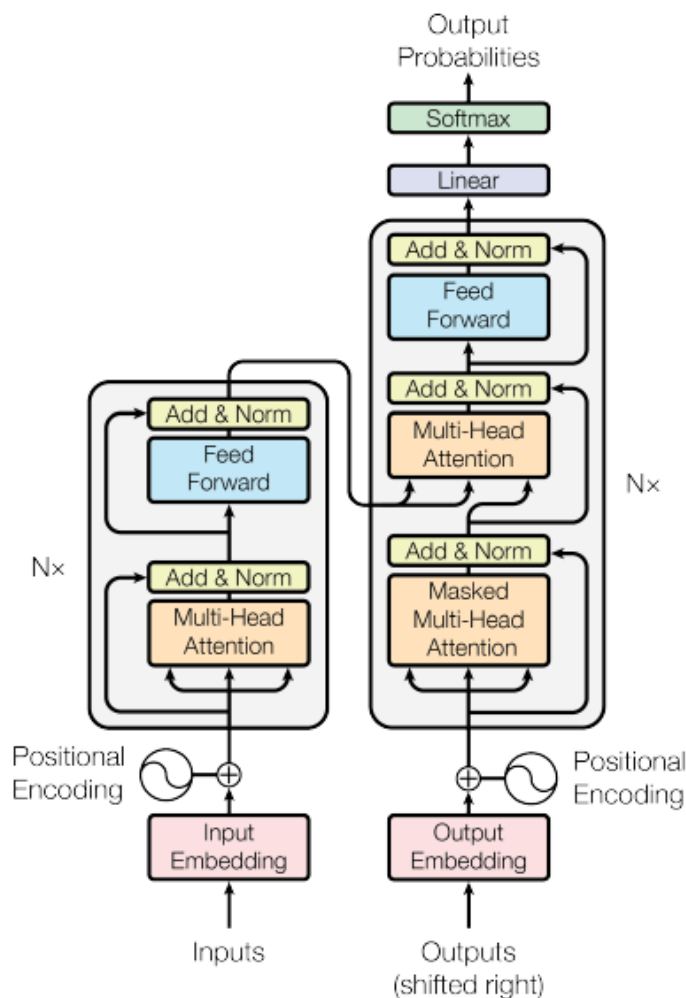 Output
Probabilities
Softmax
Linear
Add & Norm
Feed
Forward
Add & Norm
Multi-Head
Attention
Add & Norm
Masked
Multi-Head
Attention
Nx
Add & Norm
Feed
Forward
Add & Norm
Multi-Head
Attention
Nx
Positional
Encoding
Positional
Encoding
Input
Embedding
Output
Embedding
Inputs
Outputs
(shifted right)